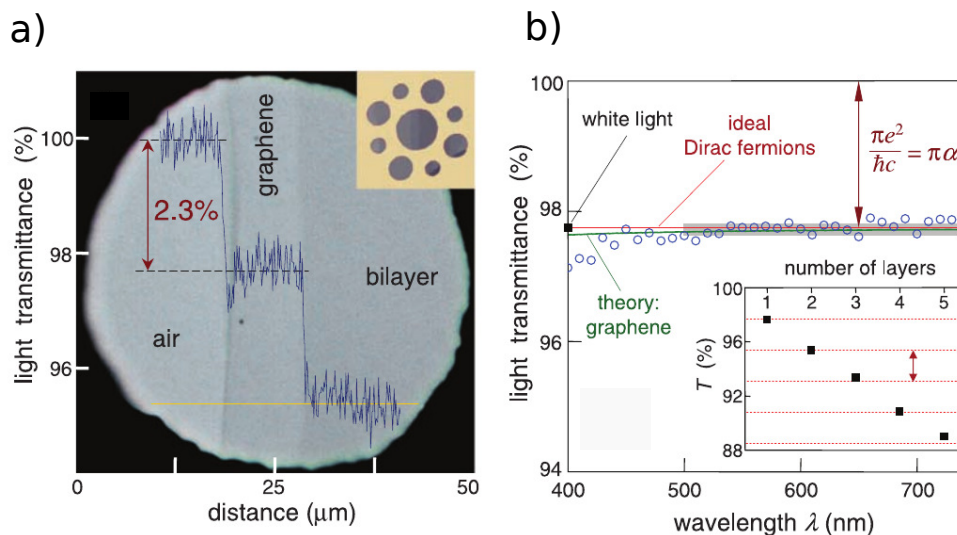 a)
light transmittance (%)
100
98
96
2.3%
air
graphene
bilayer
0
25
50
distance (μm)
b)
light transmittance (%)
100
98
96
94
white light
ideal
Dirac fermions
πe²/ħc = πα
theory:
graphene
number of layers
1 2 3 4 5
T (%)
100
96
92
88
400 500 600 700
wavelength λ (nm)